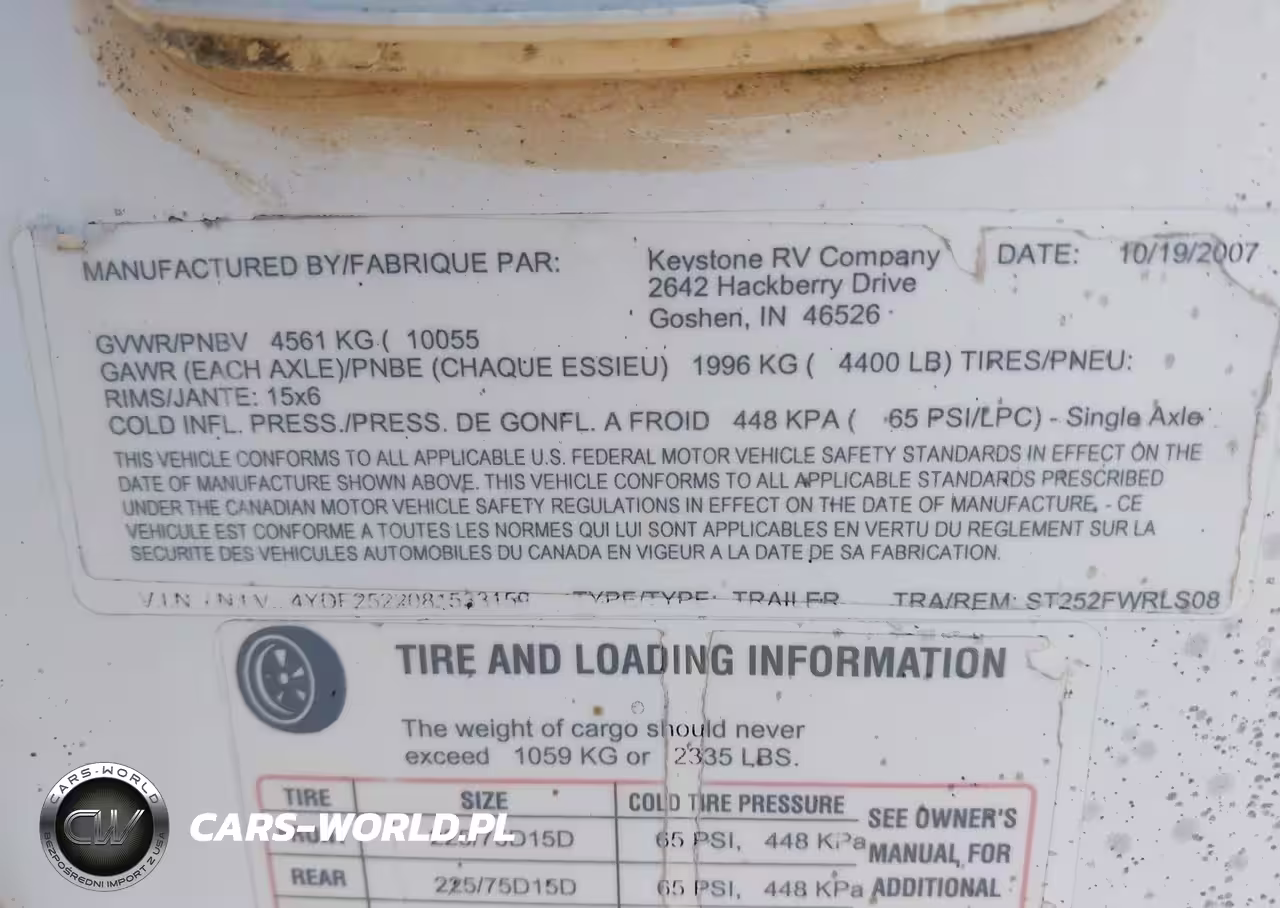 MANUFACTURED BY/FABRIQUE PAR: Keystone RV Company DATE: 10/19/2007
2642 Hackberry Drive
Goshen, IN 46526
GVWR/PNBV 4561 KG ( 10055
GAWR (EACH AXLE)/PNBE (CHAQUE ESSIEU) 1996 KG ( 4400 LB) TIRES/PNEU:
RIMS/JANTE: 15x6
COLD INFL. PRESS./PRESS. DE GONFL. A FROID 448 KPA ( 65 PSI/LPC) - Single Axle
THIS VEHICLE CONFORMS TO ALL APPLICABLE U.S. FEDERAL MOTOR VEHICLE SAFETY STANDARDS IN EFFECT ON THE
DATE OF MANUFACTURE SHOWN ABOVE. THIS VEHICLE CONFORMS TO ALL APPLICABLE STANDARDS PRESCRIBED
UNDER THE CANADIAN MOTOR VEHICLE SAFETY REGULATIONS IN EFFECT ON THE DATE OF MANUFACTURE. - CE
VEHICULE EST CONFORME A TOUTES LES NORMES QUI LUI SONT APPLICABLES EN VERTU DU REGLEMENT SUR LA
SECURITE DES VEHICULES AUTOMOBILES DU CANADA EN VIGEUR A LA DATE DE SA FABRICATION.
TYPE/TYPE: TRAILER TRA/REM: ST252FWRLS08
TIRE AND LOADING INFORMATION
The weight of cargo should never
exceed 1059 KG or 2335 LBS.
TIRE SIZE COLD TIRE PRESSURE SEE OWNER'S
65 PSI, 448 KPa MANUAL FOR
REAR 225/75D15D 65 PSI, 448 KPa ADDITIONAL
CARS-WORLD
CW
BEZPOŚREDNI IMPORT Z USA
CARS-WORLD.PL